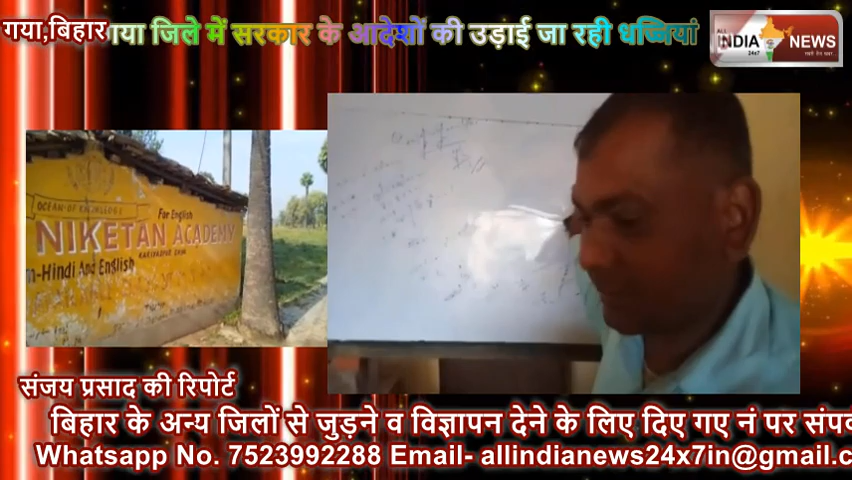 गया,बिहार गया जिले में सरकार के आदेशों की उड़ाई जा रही धज्जियां
ALL
INDIA NEWS
24x7
OCEAN OF KNOWLEDGE
For English
NIKETAN ACADEMY
Hindi And English
संजय प्रसाद की रिपोर्ट
बिहार के अन्य जिलों से जुड़ने व विज्ञापन देने के लिए दिए गए नं पर संपव
Whatsapp No. 7523992288 Email- allindianews24x7in@gmail.c